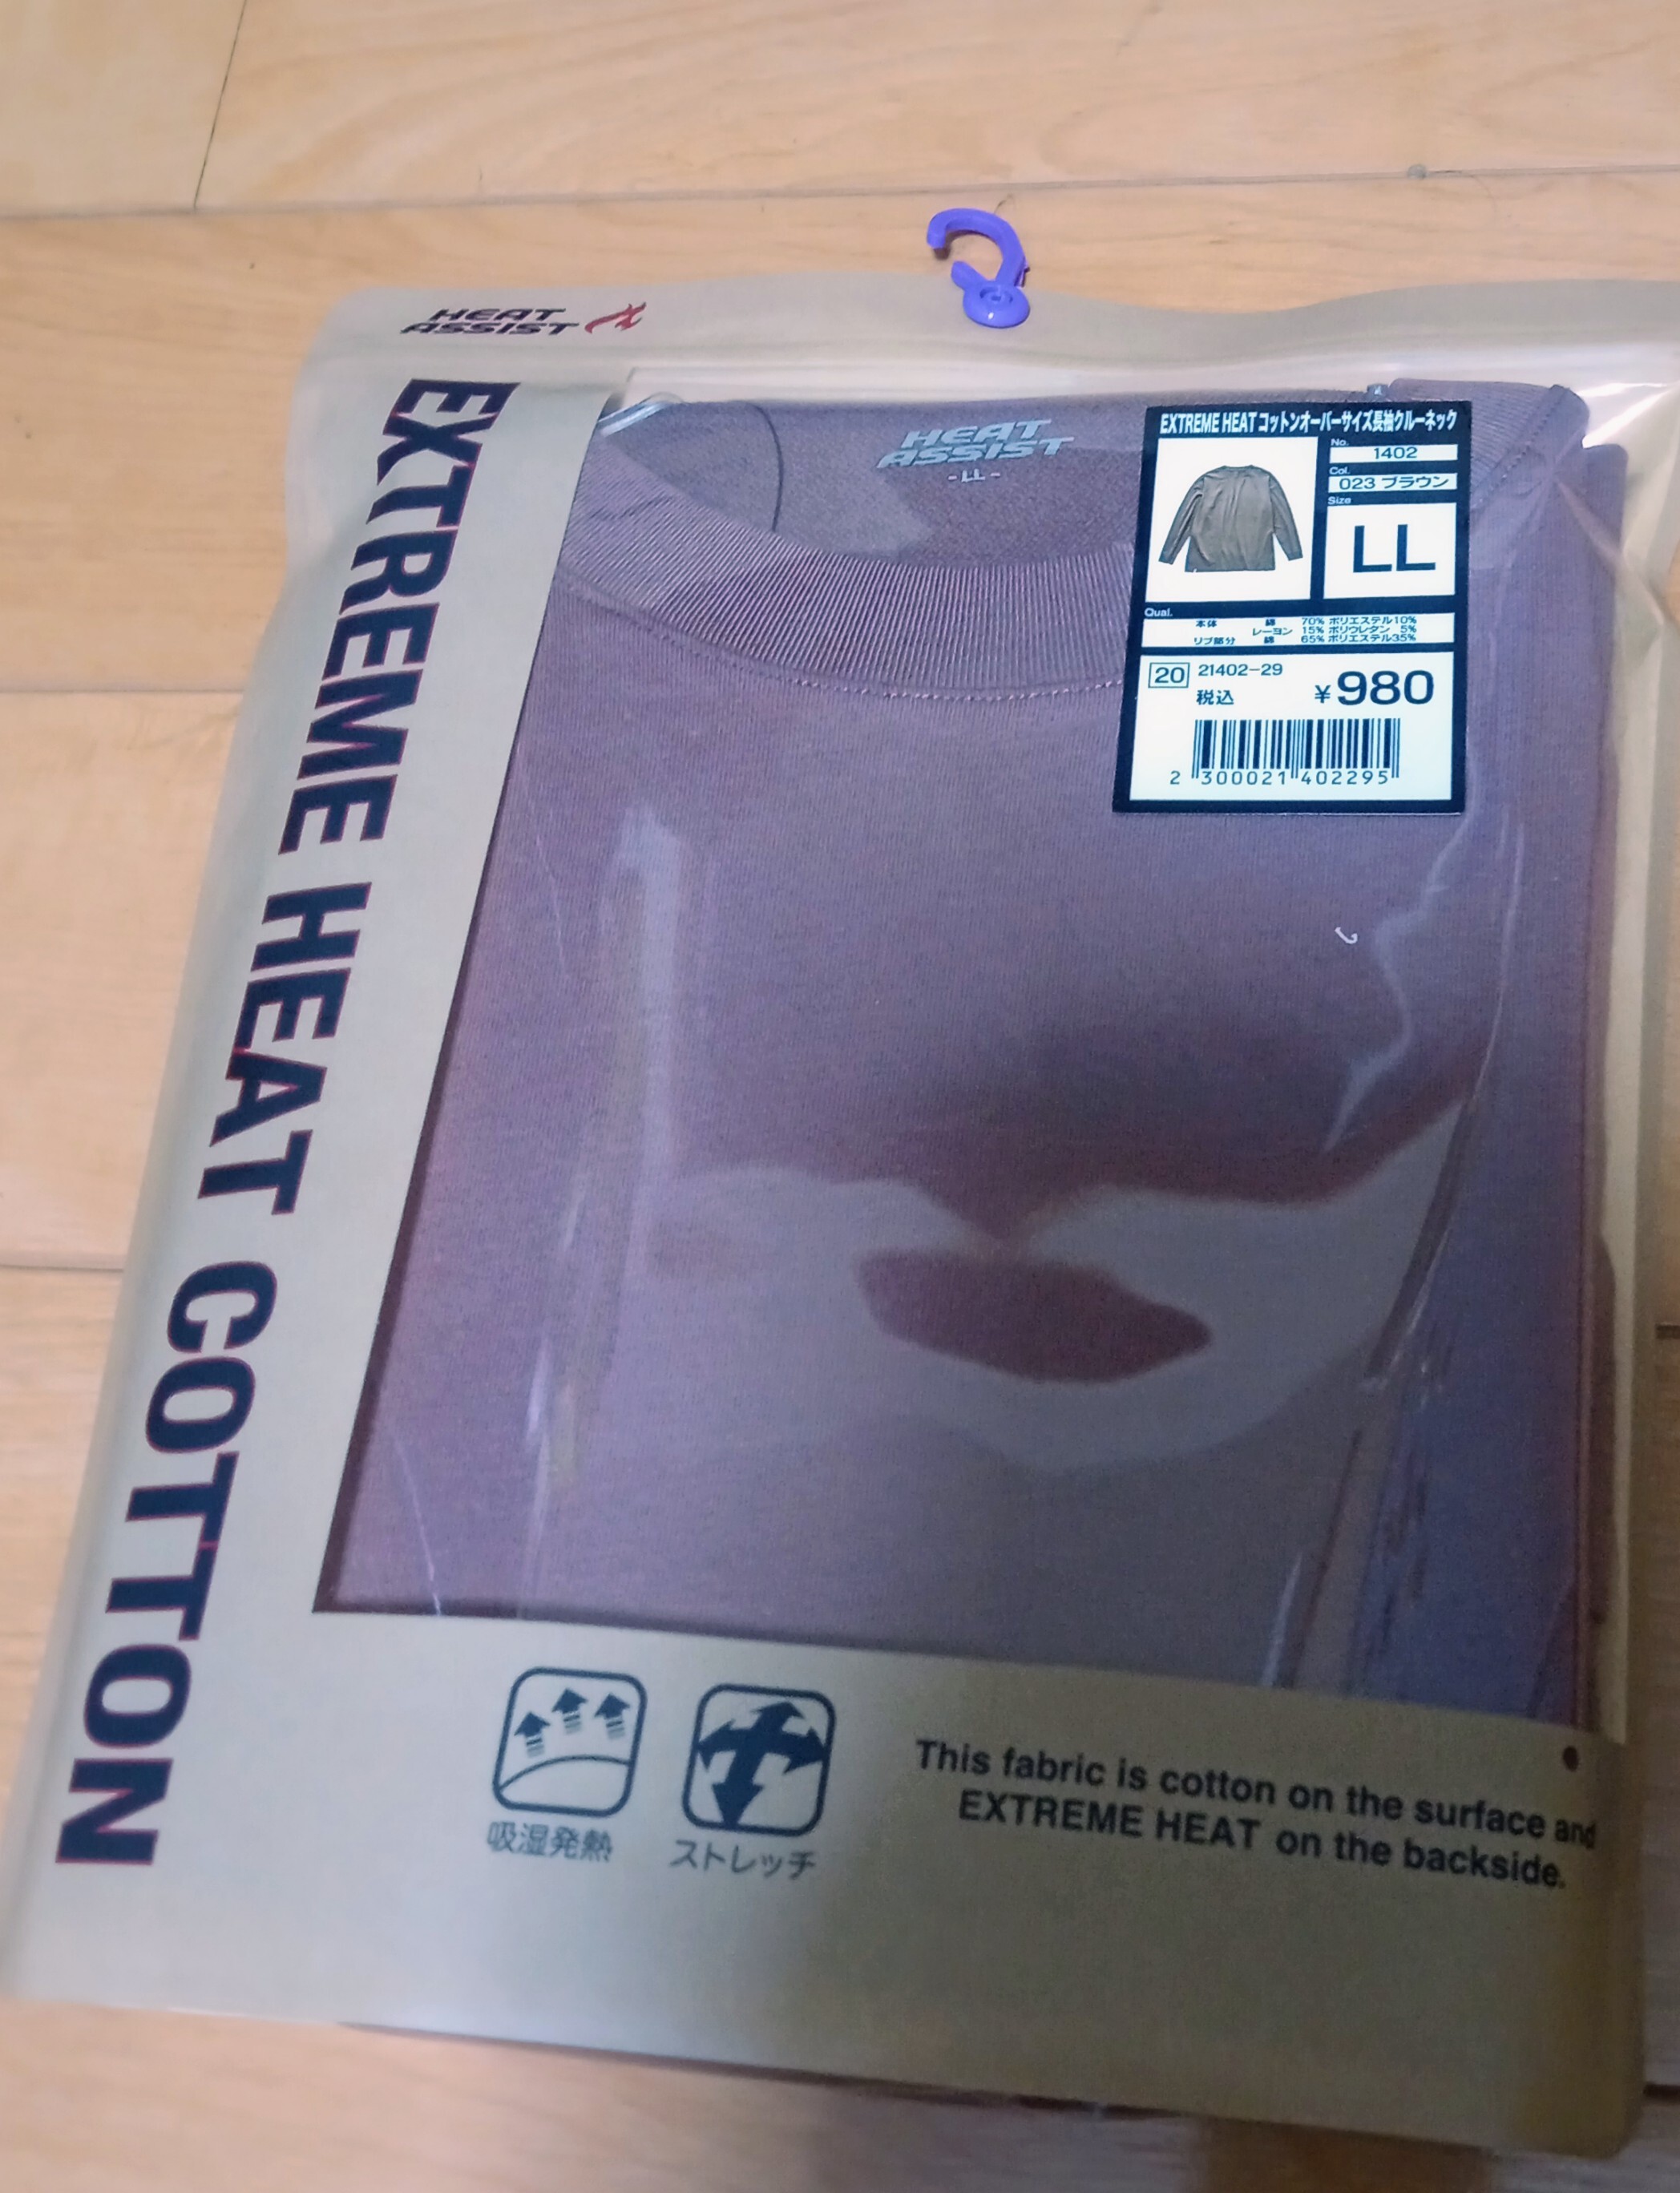 HEAT
ASSIST
EXTREME HEAT COTTON
HEAT
ASSIST
-LL-
EXTREME HEAT コットンオーバーサイズ長袖クルーネック
No.
1402
Col.
023 ブラウン
Size
LL
Qual.
本体 綿 70% ポリエステル10%
レーヨン 15% ポリウレタン 5%
リブ部分 綿 65% ポリエステル35%
20 21402-29
税込 ¥980
2 300021 402295
吸湿発熱
ストレッチ
This fabric is cotton on the surface and
EXTREME HEAT on the backside.